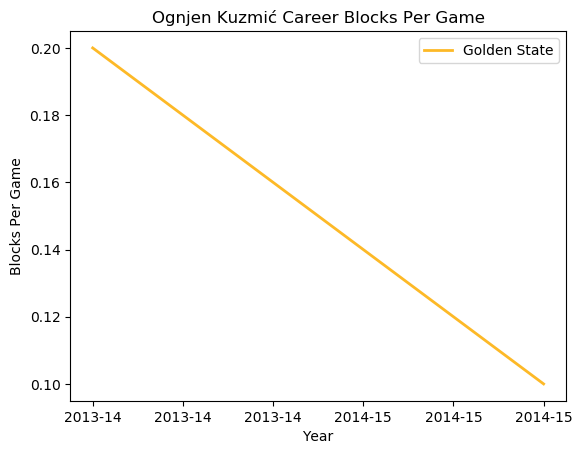 Ognjen Kuzmić Career Blocks Per Game
Golden State
0.20
0.18
0.16
0.14
0.12
0.10
Blocks Per Game
2013-14 2013-14 2013-14 2014-15 2014-15 2014-15
Year